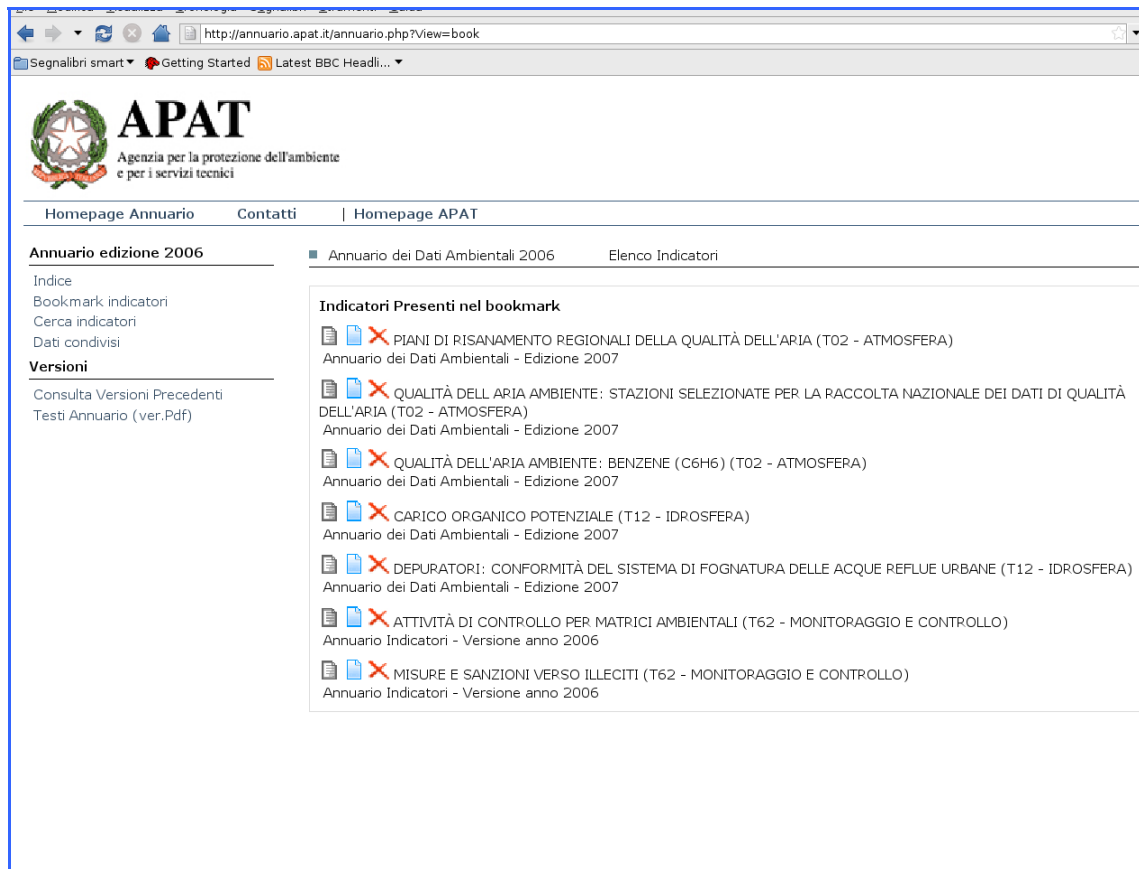 http://annuario.apat.it/annuario.php?View=book
Segnalibri smart Getting Started Latest BBC Headli...
APAT
Agenzia per la protezione dell'ambiente
e per i servizi tecnici
Homepage Annuario Contatti | Homepage APAT
Annuario edizione 2006
Indice
Bookmark indicatori
Cerca indicatori
Dati condivisi
Versioni
Consulta Versioni Precedenti
Testi Annuario (ver.Pdf)
Annuario dei Dati Ambientali 2006 Elenco Indicatori
Indicatori Presenti nel bookmark
PIANI DI RISANAMENTO REGIONALI DELLA QUALITÀ DELL'ARIA (T02 - ATMOSFERA)
Annuario dei Dati Ambientali - Edizione 2007
QUALITÀ DELL ARIA AMBIENTE: STAZIONI SELEZIONATE PER LA RACCOLTA NAZIONALE DEI DATI DI QUALITÀ
DELL'ARIA (T02 - ATMOSFERA)
Annuario dei Dati Ambientali - Edizione 2007
QUALITÀ DELL'ARIA AMBIENTE: BENZENE (C6H6) (T02 - ATMOSFERA)
Annuario dei Dati Ambientali - Edizione 2007
CARICO ORGANICO POTENZIALE (T12 - IDROSFERA)
Annuario dei Dati Ambientali - Edizione 2007
DEPURATORI: CONFORMITÀ DEL SISTEMA DI FOGNATURA DELLE ACQUE REFLUE URBANE (T12 - IDROSFERA)
Annuario dei Dati Ambientali - Edizione 2007
ATTIVITÀ DI CONTROLLO PER MATRICI AMBIENTALI (T62 - MONITORAGGIO E CONTROLLO)
Annuario Indicatori - Versione anno 2006
MISURE E SANZIONI VERSO ILLECITI (T62 - MONITORAGGIO E CONTROLLO)
Annuario Indicatori - Versione anno 2006